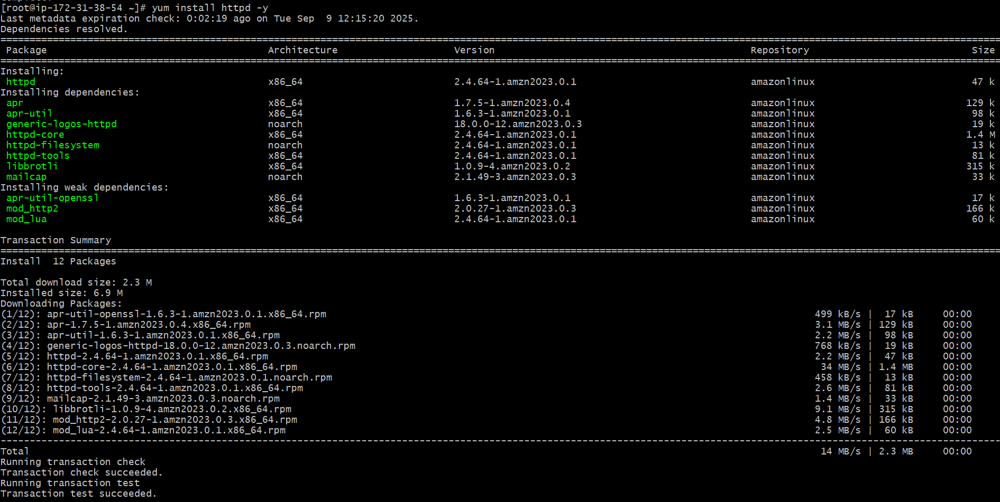 [root@ip-172-31-38-54 ~]# yum install httpd -y
Last metadata expiration check: 0:02:19 ago on Tue Sep  9 12:15:20 2025.
Dependencies resolved.
Package Architecture Version Repository Size
Installing:
httpd x86_64 2.4.64-1.amzn2023.0.1 amazonlinux 47 k
Installing dependencies:
apr x86_64 1.7.5-1.amzn2023.0.4 amazonlinux 129 k
apr-util x86_64 1.6.3-1.amzn2023.0.1 amazonlinux 98 k
generic-logos-httpd noarch 18.0.0-12.amzn2023.0.3 amazonlinux 19 k
httpd-core x86_64 2.4.64-1.amzn2023.0.1 amazonlinux 1.4 M
httpd-filesystem noarch 2.4.64-1.amzn2023.0.1 amazonlinux 13 k
httpd-tools x86_64 2.4.64-1.amzn2023.0.1 amazonlinux 81 k
libbrotli x86_64 1.0.9-4.amzn2023.0.2 amazonlinux 315 k
mailcap noarch 2.1.49-3.amzn2023.0.3 amazonlinux 33 k
Installing weak dependencies:
apr-util-openssl x86_64 1.6.3-1.amzn2023.0.1 amazonlinux 17 k
mod_http2 x86_64 2.0.27-1.amzn2023.0.3 amazonlinux 166 k
mod_lua x86_64 2.4.64-1.amzn2023.0.1 amazonlinux 60 k
Transaction Summary
Install  12 Packages
Total download size: 2.3 M
Installed size: 6.9 M
Downloading Packages:
(1/12): apr-util-openssl-1.6.3-1.amzn2023.0.1.x86_64.rpm 499 kB/s |  17 kB 00:00
(2/12): apr-1.7.5-1.amzn2023.0.4.x86_64.rpm 3.1 MB/s | 129 kB 00:00
(3/12): apr-util-1.6.3-1.amzn2023.0.1.x86_64.rpm 2.2 MB/s |  98 kB 00:00
(4/12): generic-logos-httpd-18.0.0-12.amzn2023.0.3.noarch.rpm 768 kB/s |  19 kB 00:00
(5/12): httpd-2.4.64-1.amzn2023.0.1.x86_64.rpm 2.2 MB/s |  47 kB 00:00
(6/12): httpd-core-2.4.64-1.amzn2023.0.1.x86_64.rpm 34 MB/s | 1.4 MB 00:00
(7/12): httpd-filesystem-2.4.64-1.amzn2023.0.1.noarch.rpm 458 kB/s |  13 kB 00:00
(8/12): httpd-tools-2.4.64-1.amzn2023.0.1.x86_64.rpm 2.6 MB/s |  81 kB 00:00
(9/12): mailcap-2.1.49-3.amzn2023.0.3.noarch.rpm 1.4 MB/s |  33 kB 00:00
(10/12): libbrotli-1.0.9-4.amzn2023.0.2.x86_64.rpm 9.1 MB/s | 315 kB 00:00
(11/12): mod_http2-2.0.27-1.amzn2023.0.3.x86_64.rpm 4.8 MB/s | 166 kB 00:00
(12/12): mod_lua-2.4.64-1.amzn2023.0.1.x86_64.rpm 2.5 MB/s |  60 kB 00:00
Total 14 MB/s | 2.3 MB 00:00
Running transaction check
Transaction check succeeded.
Running transaction test
Transaction test succeeded.